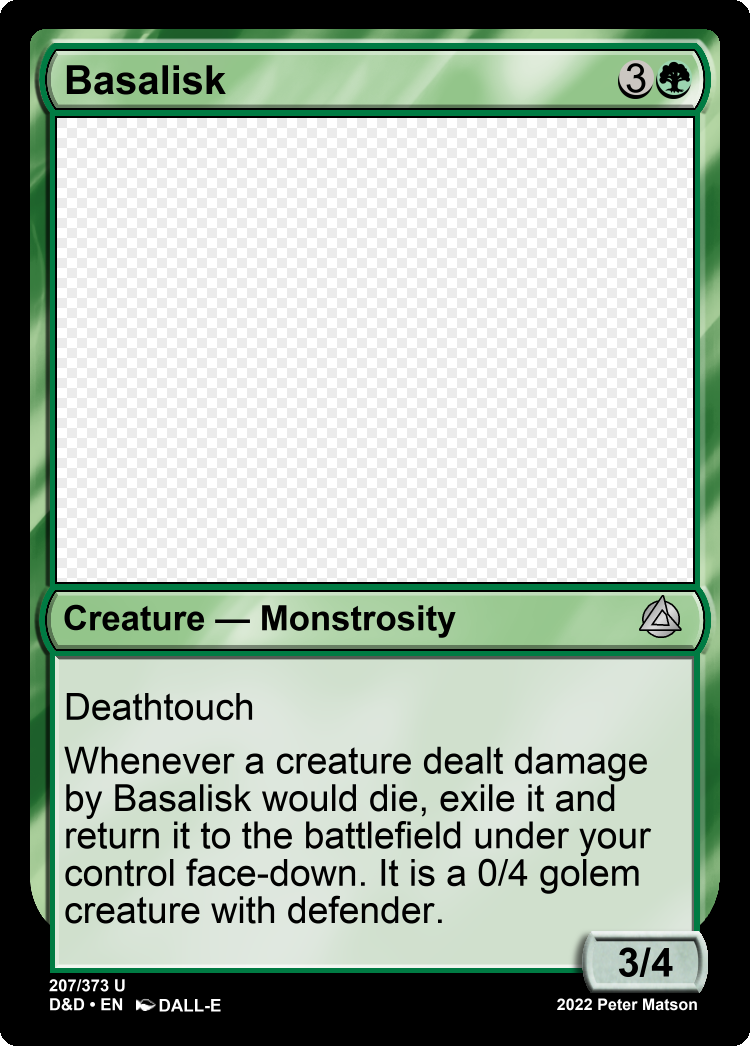 Basalisk 3
Creature — Monstrosity
Deathtouch
Whenever a creature dealt damage
by Basalisk would die, exile it and
return it to the battlefield under your
control face-down. It is a 0/4 golem
creature with defender.
3/4
207/373 U
D&D • EN DALL-E
2022 Peter Matson